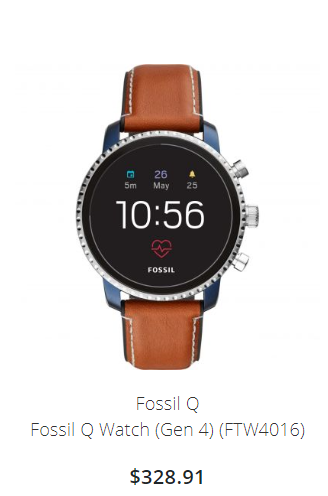 5m 26 25
May
10:56
FOSSIL
Fossil Q
Fossil Q Watch (Gen 4) (FTW4016)
$328.91